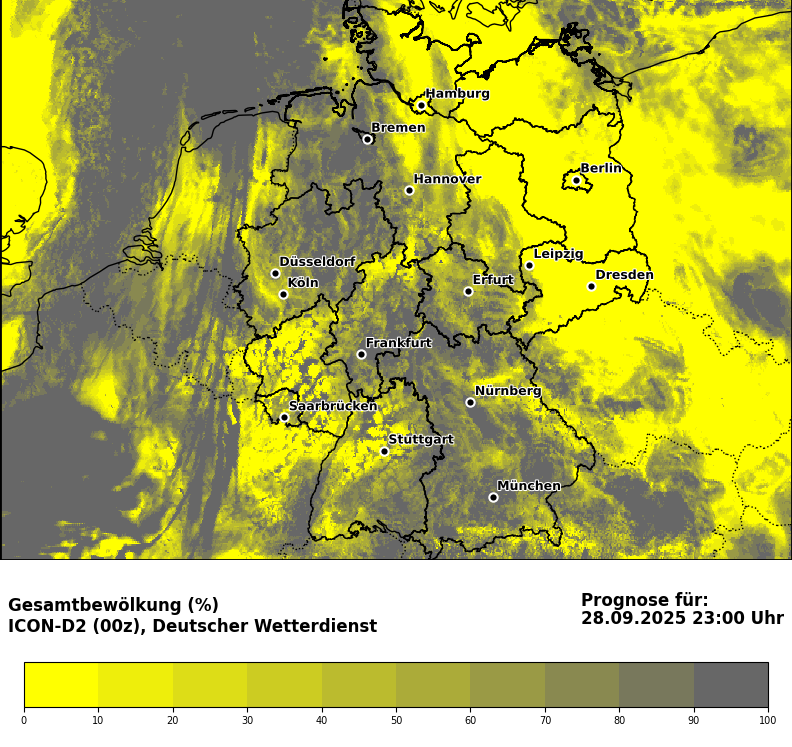 Hamburg
Bremen
Berlin
Hannover
Leipzig
Düsseldorf
Dresden
Köln
Erfurt
Frankfurt
Nürnberg
Saarbrücken
Stuttgart
München
Gesamtbewölkung (%)
ICON-D2 (00z), Deutscher Wetterdienst
Prognose für:
28.09.2025 23:00 Uhr
0 10 20 30 40 50 60 70 80 90 100